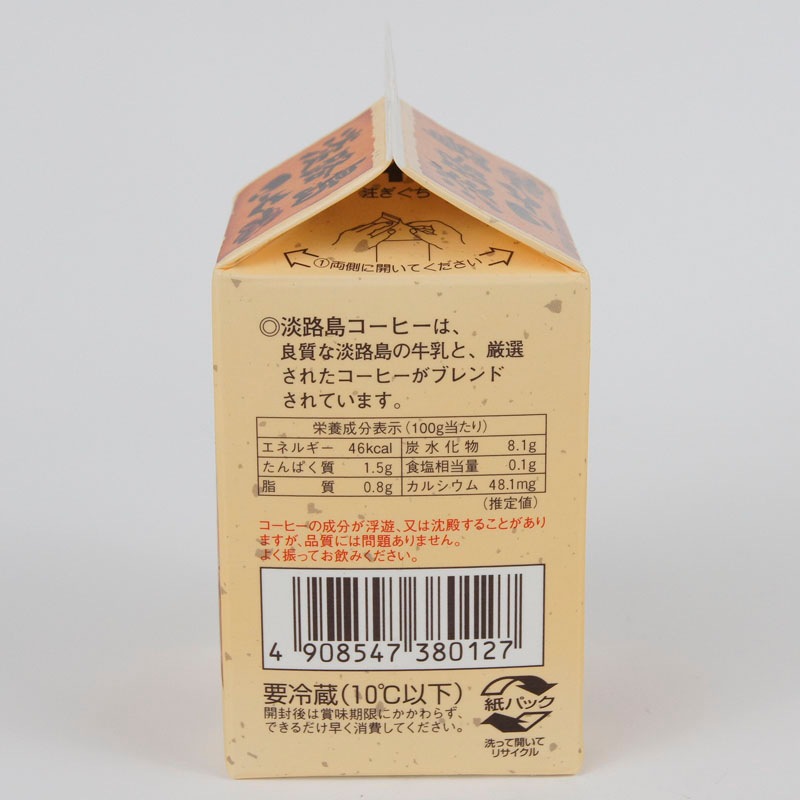 注ぎぐち
①両側に開いてください
◎淡路島コーヒーは、
良質な淡路島の牛乳と、厳選
されたコーヒーがブレンド
されています。
栄養成分表示(100g当たり)
エネルギー 46kcal 炭水化物 8.1g
たんぱく質 1.5g 食塩相当量 0.1g
脂質 0.8g カルシウム 48.1mg
(推定値)
コーヒーの成分が浮遊、又は沈殿することがあり
ますが、品質には問題ありません。
よく振ってお飲みください。
4 908547 380127
要冷蔵(10℃以下)
開封後は賞味期限にかかわらず、
できるだけ早く消費してください。
紙パック
洗って開いて
リサイクル